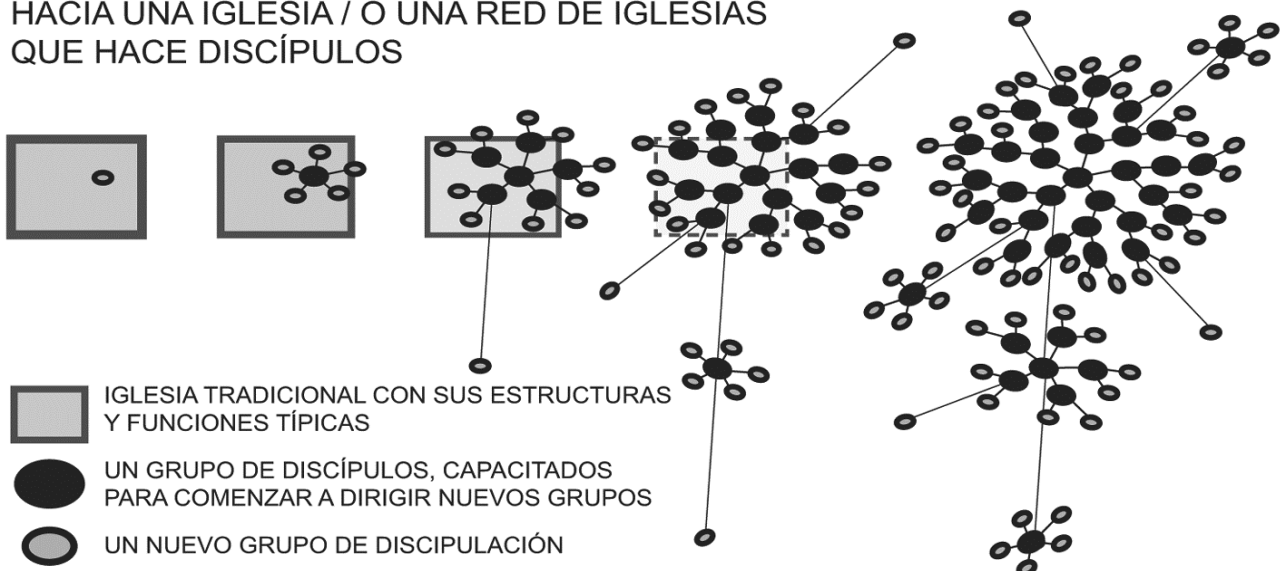 HACIA UNA IGLESIA / O UNA RED DE IGLESIAS
QUE HACE DISCÍPULOS
IGLESIA TRADICIONAL CON SUS ESTRUCTURAS
Y FUNCIONES TÍPICAS
UN GRUPO DE DISCÍPULOS, CAPACITADOS
PARA COMENZAR A DIRIGIR NUEVOS GRUPOS
UN NUEVO GRUPO DE DISCIPULACIÓN